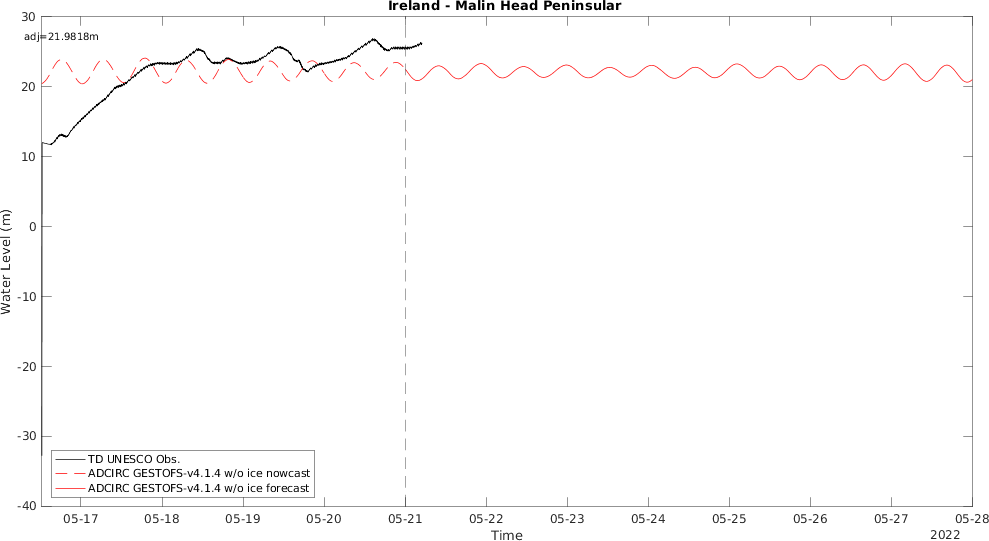 Ireland - Malin Head Peninsular
adj=21.9818m
30
20
10
0
-10
-20
-30
-40
Water Level (m)
TD UNESCO Obs.
ADCIRC GESTOFS-v4.1.4 w/o ice nowcast
ADCIRC GESTOFS-v4.1.4 w/o ice forecast
05-17 05-18 05-19 05-20 05-21 05-22 05-23 05-24 05-25 05-26 05-27 05-28
Time
2022